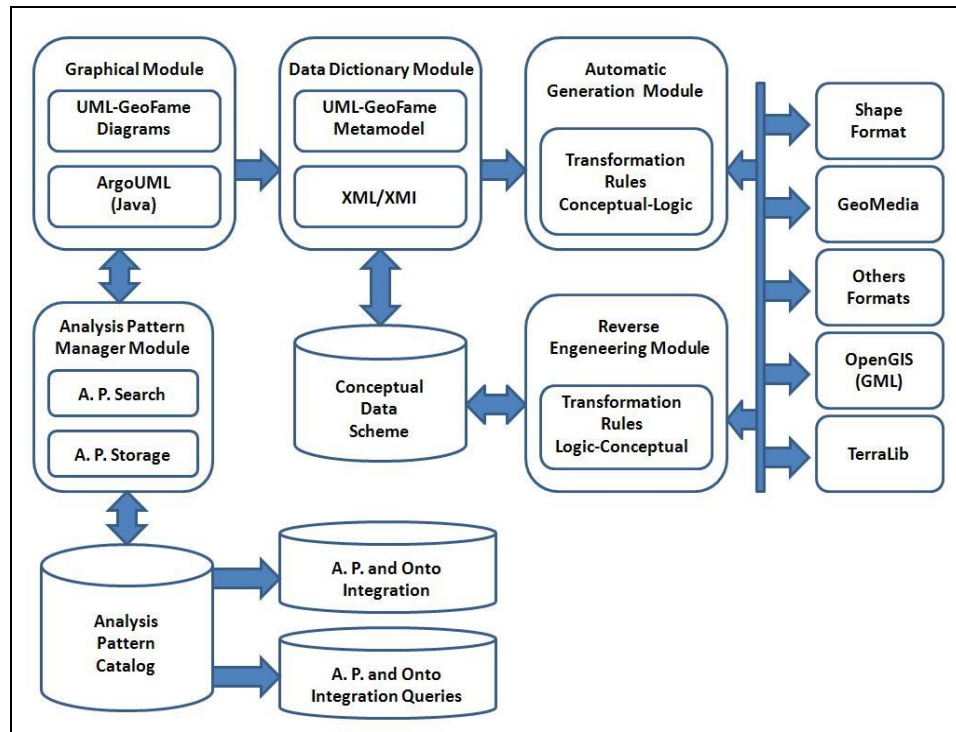 Graphical Module
UML-GeoFame
Diagrams
ArgoUML
(Java)
Data Dictionary Module
UML-GeoFame
Metamodel
XML/XMI
Automatic
Generation Module
Transformation
Rules
Conceptual-Logic
Shape
Format
GeoMedia
Others
Formats
OpenGIS
(GML)
TerraLib
Analysis Pattern
Manager Module
A. P. Search
A. P. Storage
Conceptual
Data
Scheme
Reverse
Engeneering Module
Transformation
Rules
Logic-Conceptual
Analysis
Pattern
Catalog
A. P. and Onto
Integration
A. P. and Onto
Integration Queries